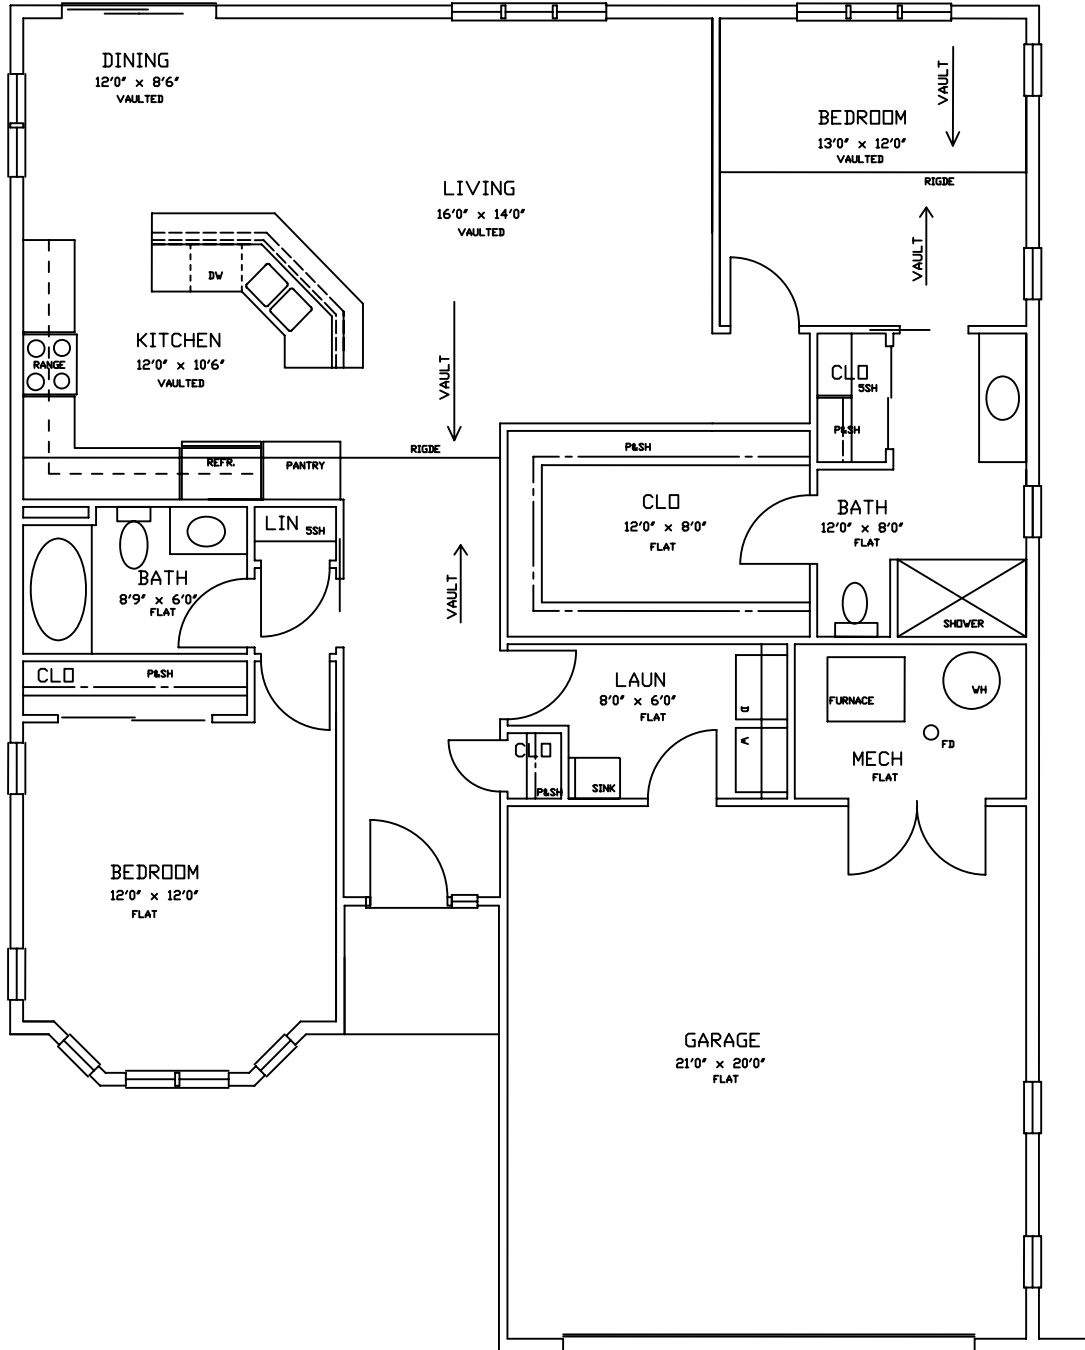 DINING
12'0" x 8'6"
VAULTED
VAULT
BEDROOM
13'0" x 12'0"
VAULTED
RIGDE
LIVING
16'0" x 14'0"
VAULTED
VAULT
DW
KITCHEN
12'0" x 10'6"
VAULTED
RANGE
VAULT
CLO
5SH
P&SH
RIGDE
P&SH
REFR.
PANTRY
CLO
12'0" x 8'0"
FLAT
BATH
12'0" x 8'0"
FLAT
LIN
5SH
BATH
8'9" x 6'0"
FLAT
VAULT
SHOWER
CLO
P&SH
LAUN
8'0" x 6'0"
FLAT
D
W
FURNACE
WH
FD
MECH
FLAT
CLO
P&SH
SINK
BEDROOM
12'0" x 12'0"
FLAT
GARAGE
21'0" x 20'0"
FLAT